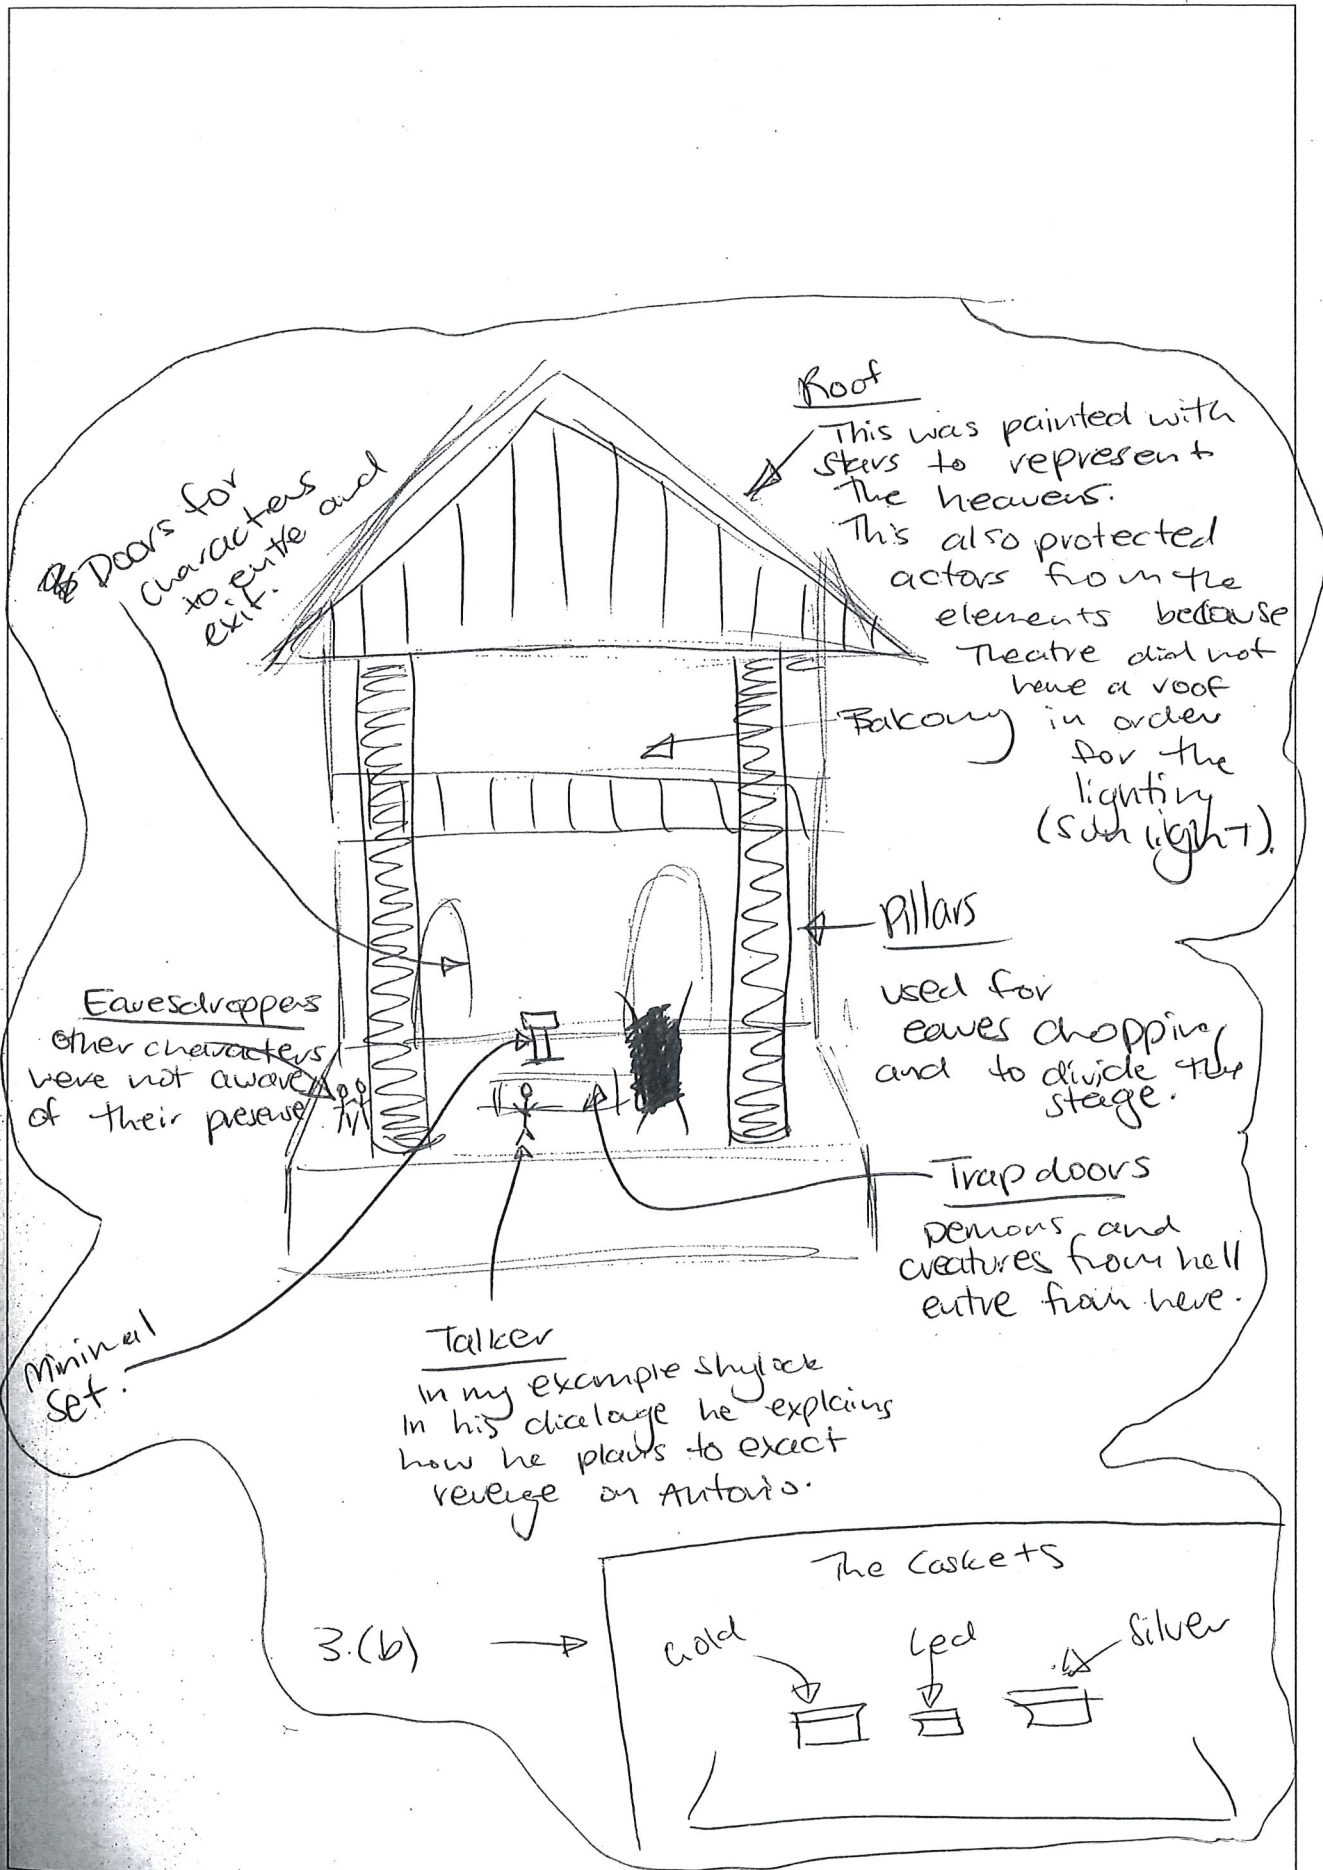 Roof
This was painted with
stars to represent
the heavens.
This also protected
actors from the
elements because
Theatre did not
have a roof
in order
for the
lighting
(Sun light).
Doors for
characters
to entre and
exit.
Balcony
Pillars
used for
eaves dropping
and to divide the
stage.
Eavesdroppers
other characters
were not aware
of their presense
Trap doors
Demons and
creatures from hell
entre from here.
Minimal
set.
Talker
In my example Shylock
In his dialouge he explains
how he plans to exact
revenge on Antonio.
The Caskets
3.(b)
Gold
Led
Silver